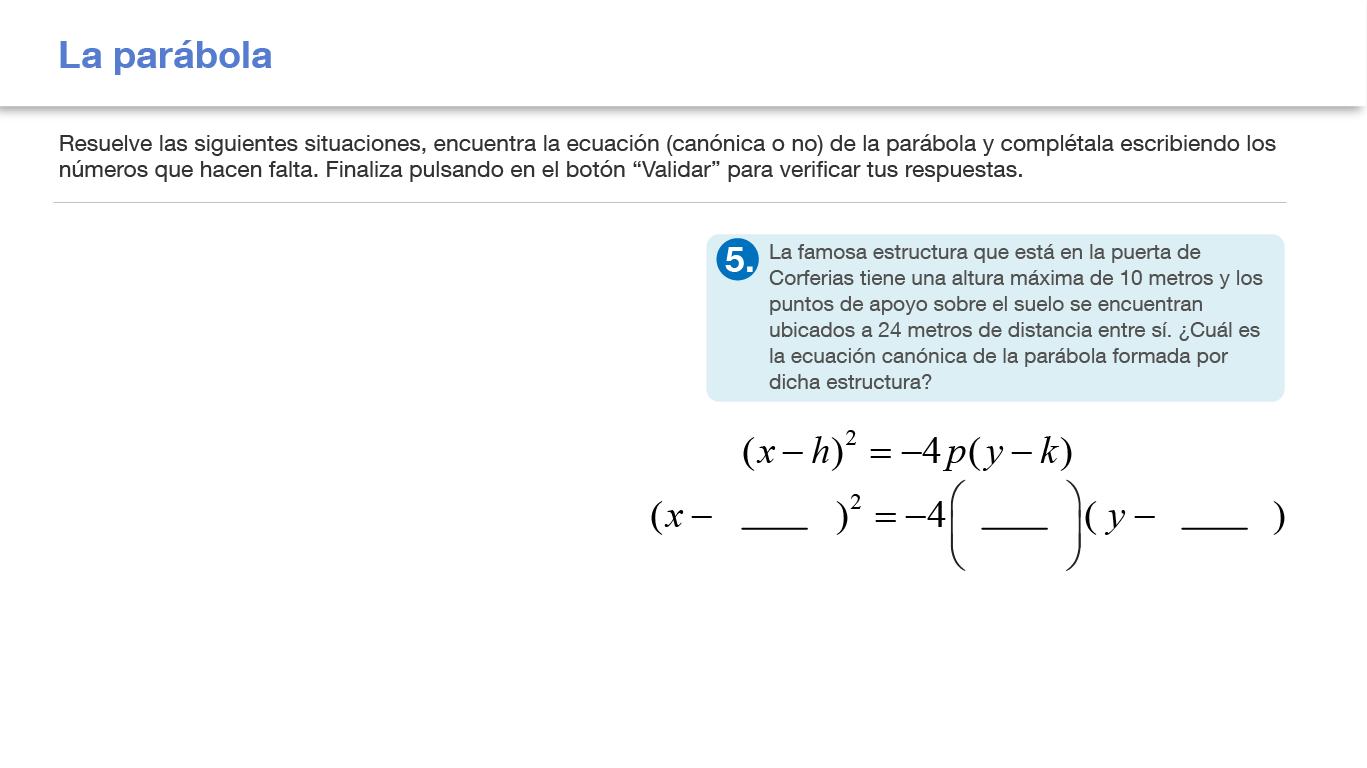 La parábola
Resuelve las siguientes situaciones, encuentra la ecuación (canónica o no) de la parábola y complétala escribiendo los
números que hacen falta. Finaliza pulsando en el botón “Validar” para verificar tus respuestas.
5.
La famosa estructura que está en la puerta de
Corferias tiene una altura máxima de 10 metros y los
puntos de apoyo sobre el suelo se encuentran
ubicados a 24 metros de distancia entre sí. ¿Cuál es
la ecuación canónica de la parábola formada por
dicha estructura?
(x − h)² = −4p(y − k)
(x − ___ )² = −4( ___ )( y − ___ )